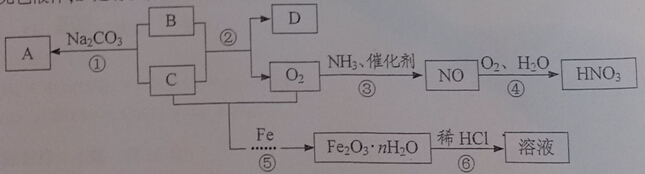 B
D
A
Na₂CO₃
①
②
C
O₂
NH₃、催化剂
③
NO
O₂、H₂O
④
HNO₃
Fe
……
⑤
Fe₂O₃·nH₂O
稀 HCl
⑥
溶液